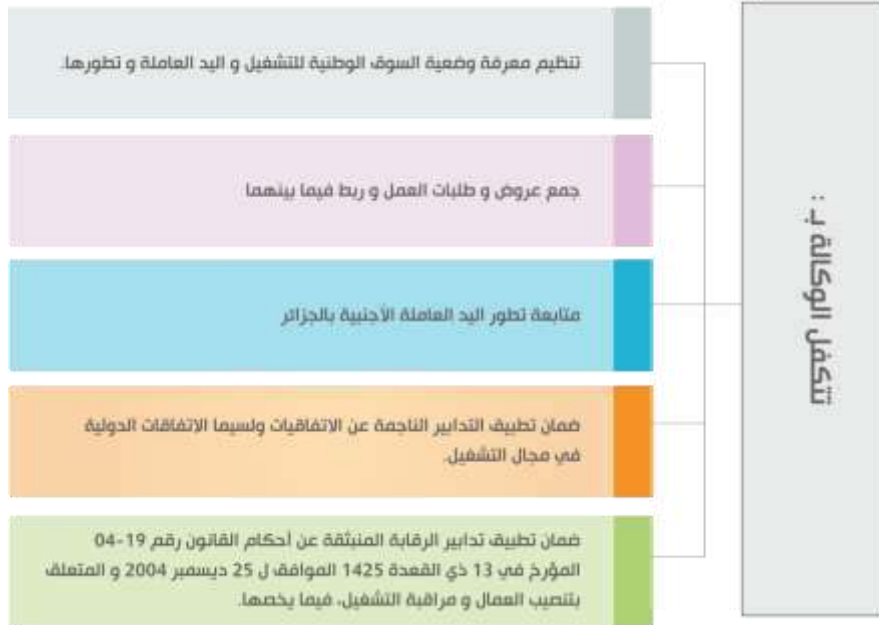 تتكفل الوكالة بـ :
تنظيم معرفة وضعية السوق الوطنية للتشغيل و اليد العاملة و تطورها.
جمع عروض و طلبات العمل و ربط فيما بينهما
متابعة تطور اليد العاملة الأجنبية بالجزائر
ضمان تطبيق التدابير الناجمة عن الاتفاقيات ولسيما الاتفاقات الدولية
في مجال التشغيل.
ضمان تطبيق تدابير الرقابة المنبثقة عن أحكام القانون رقم 19-04
المؤرخ في 13 ذي القعدة 1425 الموافق ل 25 ديسمبر 2004 و المتعلق
بتنصيب العمال و مراقبة التشغيل، فيما يخصها.